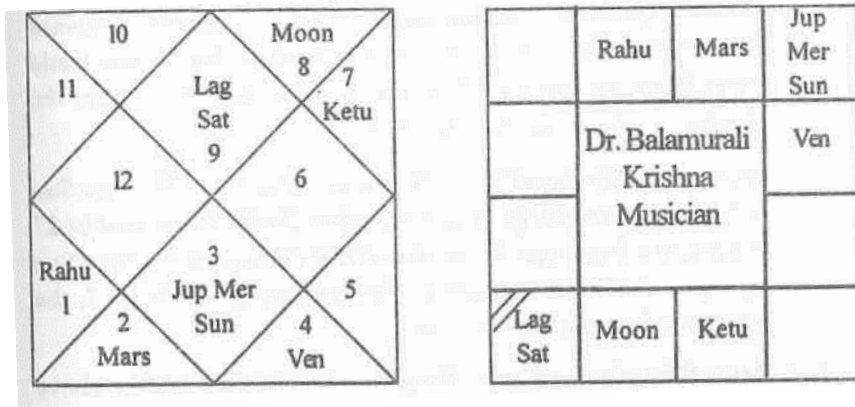 10
Moon
8
7
Ketu
11
Lag
Sat
9
12
6
Rahu
1
3
Jup Mer
Sun
5
2
Mars
4
Ven
Rahu
Mars
Jup
Mer
Sun
Dr. Balamurali
Krishna
Musician
Ven
Lag
Sat
Moon
Ketu